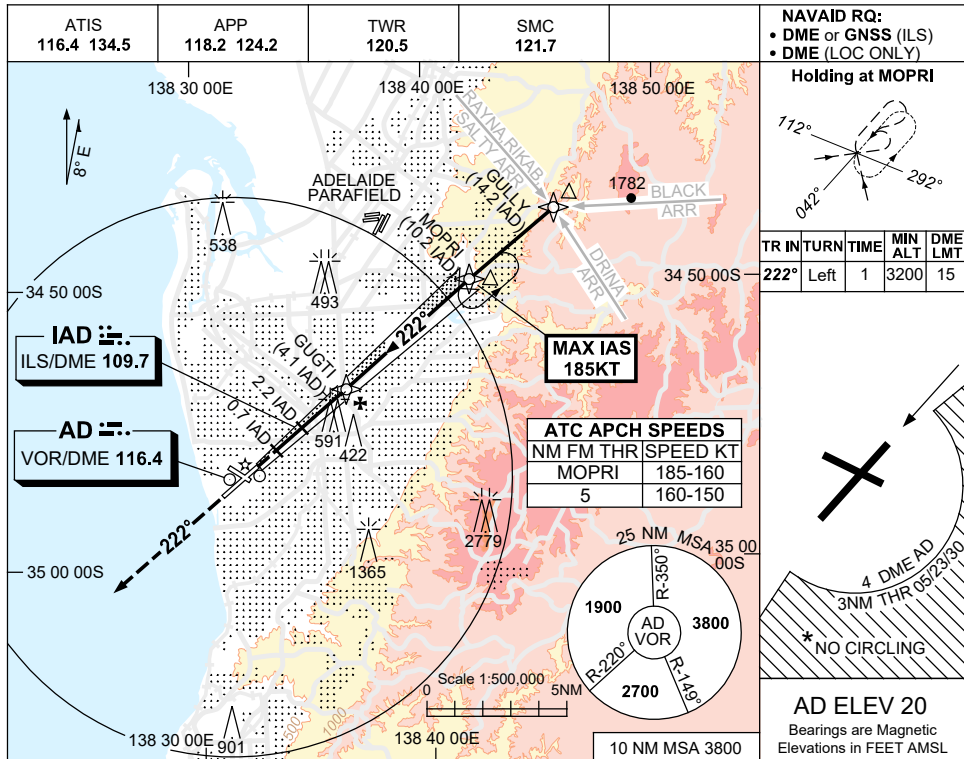 ATIS
116.4 134.5
APP
118.2 124.2
TWR
120.5
SMC
121.7
NAVAID RQ:
• DME or GNSS (ILS)
• DME (LOC ONLY)
138 30 00E
138 40 00E
138 50 00E
8° E
RAYNA,RIKAB
SALTY ARR
GULLY
(14.2 IAD)
1782
BLACK
ARR
ADELAIDE
PARAFIELD
MOPRI
(10.2 IAD)
DRINA
ARR
538
493
34 50 00S
34 50 00S
222°
MAX IAS
185KT
IAD
ILS/DME 109.7
GUGTI
(4.1 IAD)
2.2 IAD
0.7 IAD
591
422
AD
VOR/DME 116.4
ATC APCH SPEEDS
NM FM THR SPEED KT
MOPRI 185-160
5 160-150
222°
2779
1365
35 00 00S
35 00
00S
25 NM MSA
R-350°
1900
3800
AD
VOR
R-220°
R-149°
2700
Scale 1:500,000
0 5NM
500
1000
138 30 00E
901
138 40 00E
10 NM MSA 3800
Holding at MOPRI
112°
292°
042°
TR IN TURN TIME MIN ALT DME LMT
222° Left 1 3200 15
4 DME AD
3NM THR 05/23/30
*NO CIRCLING
AD ELEV 20
Bearings are Magnetic
Elevations in FEET AMSL